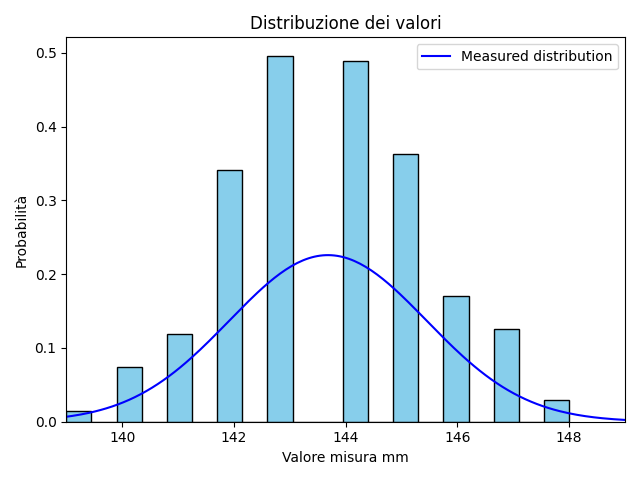 Distribuzione dei valori
Measured distribution
0.5
0.4
0.3
0.2
0.1
0.0
Probabilità
140 142 144 146 148
Valore misura mm